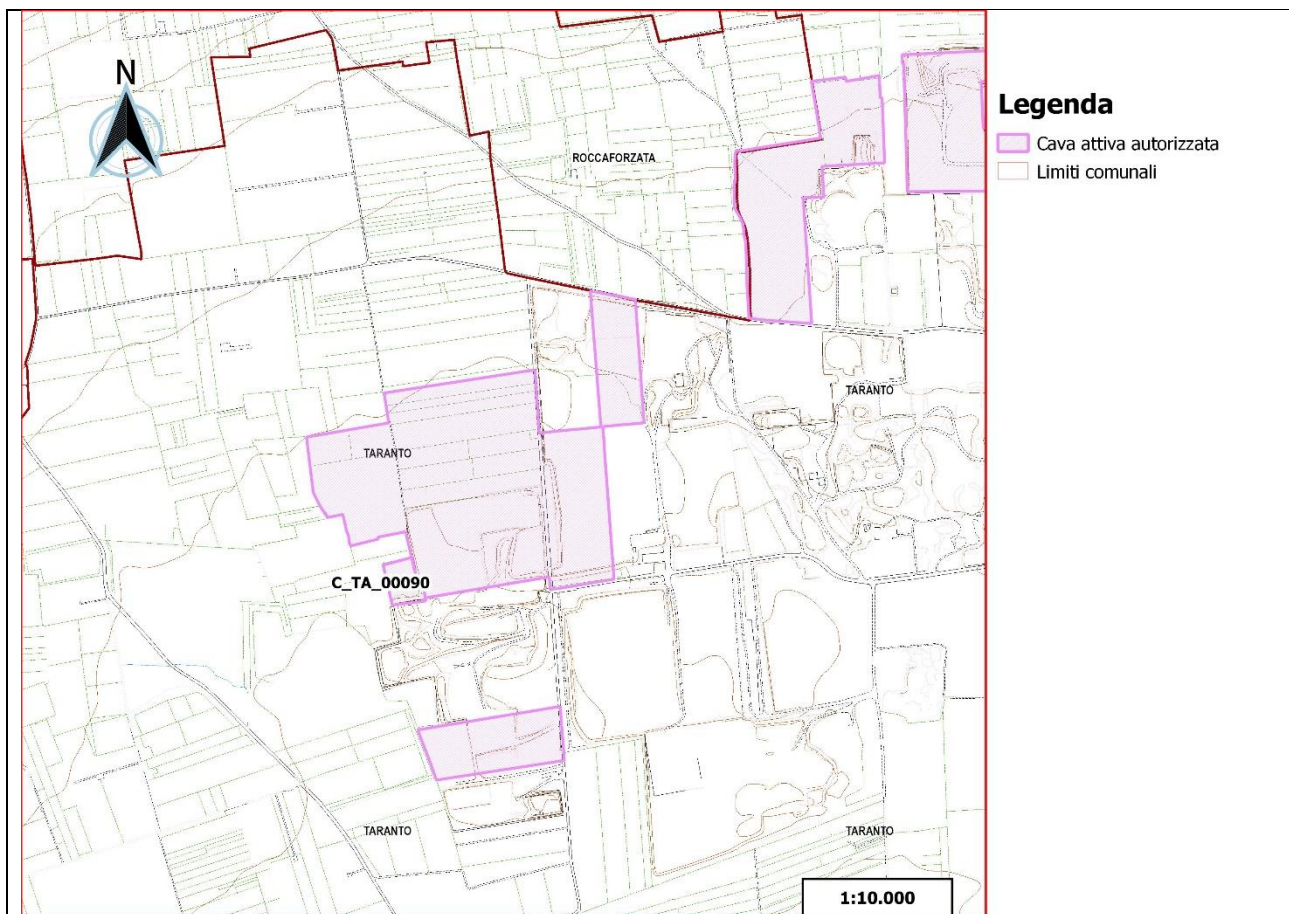 N
ROCCAFORZATA
Legenda
Cava attiva autorizzata
Limiti comunali
TARANTO
TARANTO
C_TA_00090
TARANTO
TARANTO
1:10.000